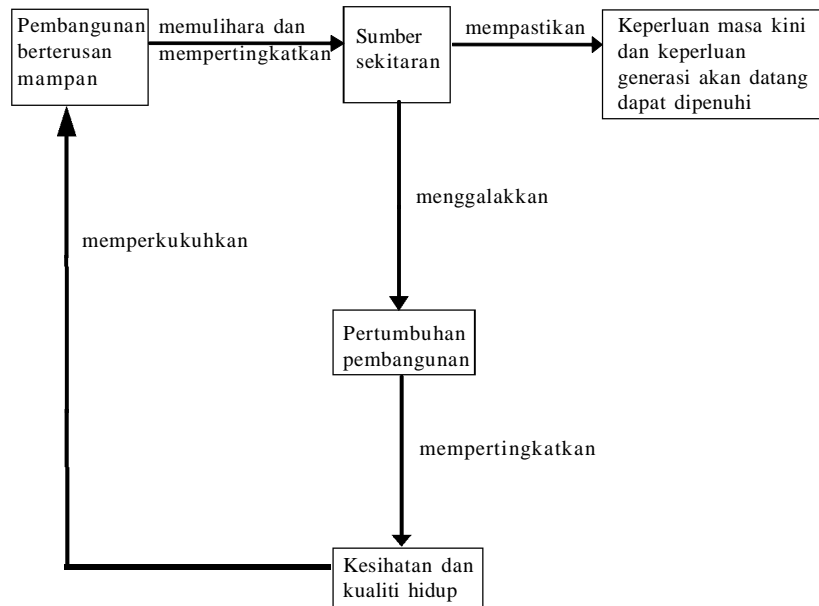 Pembangunan
berterusan
mampan
memulihara dan
mempertingkatkan
Sumber
sekitaran
mempastikan
Keperluan masa kini
dan keperluan
generasi akan datang
dapat dipenuhi
menggalakkan
memperkukuhkan
Pertumbuhan
pembangunan
mempertingkatkan
Kesihatan dan
kualiti hidup